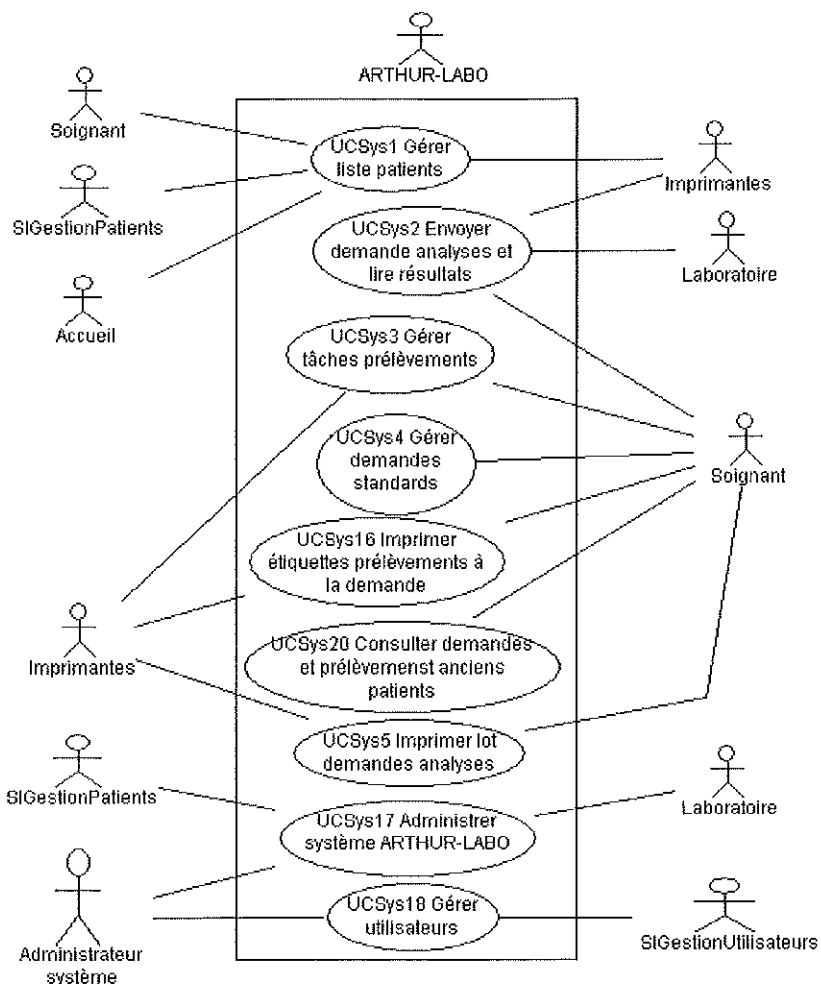 ARTHUR-LABO
Soignant
SIGestionPatients
Accueil
UCSys1 Gérer
liste patients
Imprimantes
UCSys2 Envoyer
demande analyses et
lire résultats
Laboratoire
UCSys3 Gérer
tâches prélèvements
UCSys4 Gérer
demandes
standards
Soignant
UCSys16 Imprimer
étiquettes prélèvements à
la demande
Imprimantes
UCSys20 Consulter demandes
et prélèvemenst anciens
patients
UCSys5 Imprimer lot
demandes analyses
SIGestionPatients
UCSys17 Administrer
système ARTHUR-LABO
Laboratoire
Administrateur
système
UCSys18 Gérer
utilisateurs
SIGestionUtilisateurs